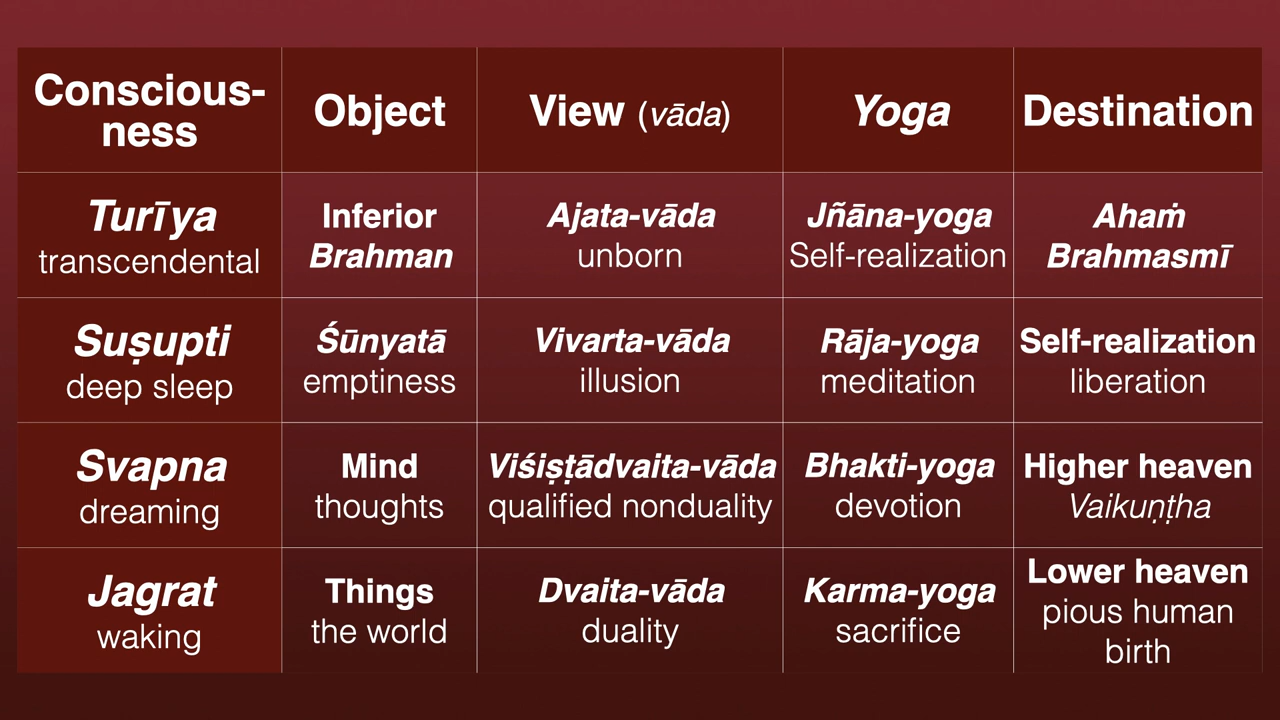 Conscious-
ness
Object
View (vāda)
Yoga
Destination
Turīya
transcendental
Inferior
Brahman
Ajata-vāda
unborn
Jñāna-yoga
Self-realization
Ahaṁ
Brahmasmī
Suṣupti
deep sleep
Śūnyatā
emptiness
Vivarta-vāda
illusion
Rāja-yoga
meditation
Self-realization
liberation
Svapna
dreaming
Mind
thoughts
Viśiṣṭādvaita-vāda
qualified nonduality
Bhakti-yoga
devotion
Higher heaven
Vaikuṇṭha
Jagrat
waking
Things
the world
Dvaita-vāda
duality
Karma-yoga
sacrifice
Lower heaven
pious human
birth